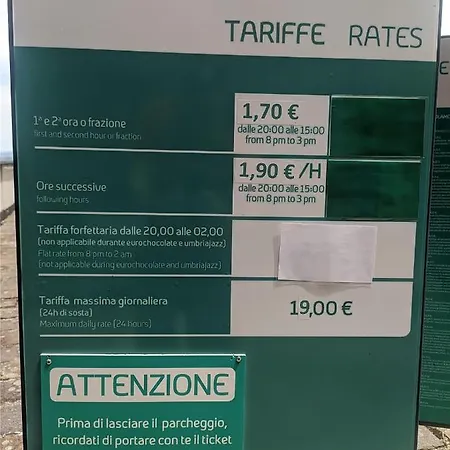 TARIFFE RATES
1ª e 2ª ora o frazione
first and second hour or fraction
1,70 €
dalle 20:00 alle 15:00
from 8 pm to 3 pm
Ore successive
following hours
1,90 €/H
dalle 20:00 alle 15:00
from 8 pm to 3 pm
Tariffa forfettaria dalle 20,00 alle 02,00
(non applicabile durante eurochocolate e umbriajazz)
Flat rate from 8 pm to 2 am
(not applicable during eurochocolate and umbriajazz)
Tariffa massima giornaliera
(24h di sosta)
Maximum daily rate (24 hours)
19,00 €
ATTENZIONE
Prima di lasciare il parcheggio,
ricordati di portare con te il ticket